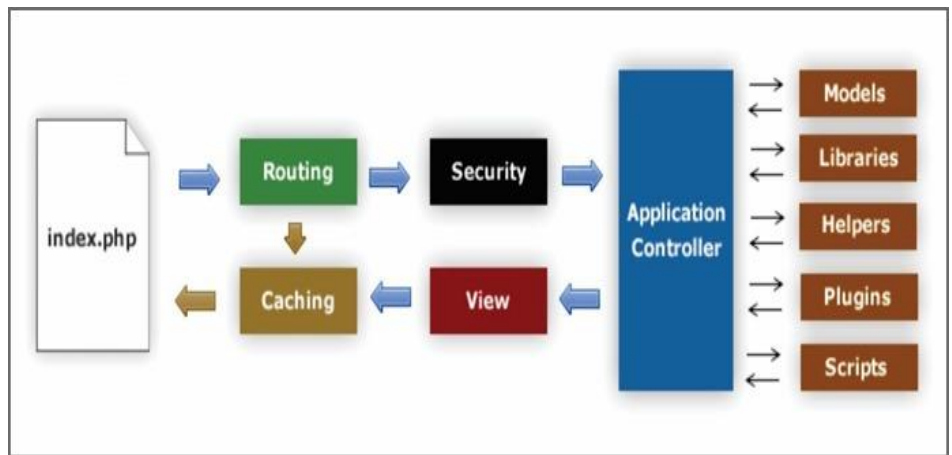 index.php
Routing
Security
Application
Controller
Caching
View
Models
Libraries
Helpers
Plugins
Scripts